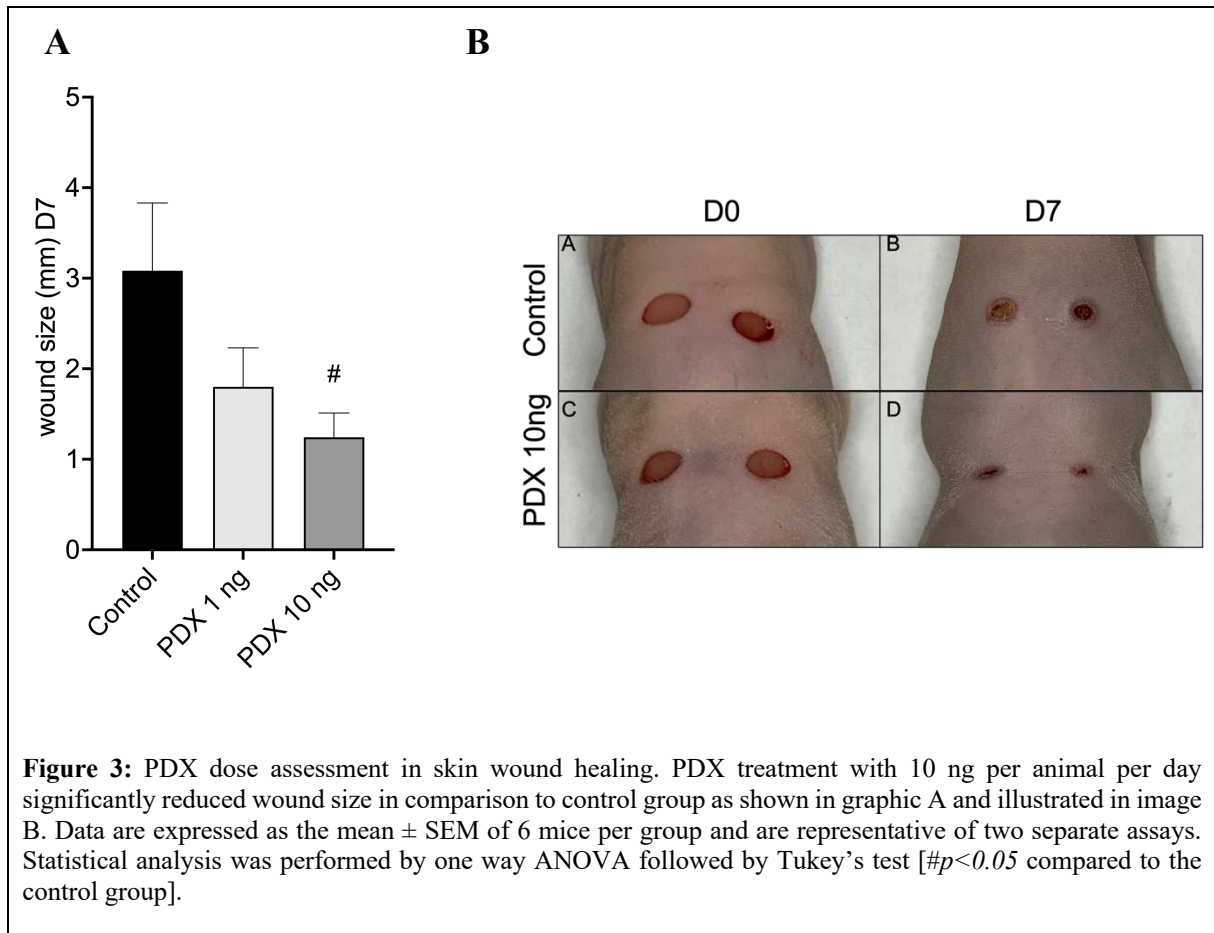 A
B
5
4
3
2
1
0
wound size (mm) D7
#
Control
PDX 1 ng
PDX 10 ng
D0
D7
Control
A
B
PDX 10ng
C
D
Figure 3: PDX dose assessment in skin wound healing. PDX treatment with 10 ng per animal per day
significantly reduced wound size in comparison to control group as shown in graphic A and illustrated in image
B. Data are expressed as the mean ± SEM of 6 mice per group and are representative of two separate assays.
Statistical analysis was performed by one way ANOVA followed by Tukey’s test [#p<0.05 compared to the
control group].